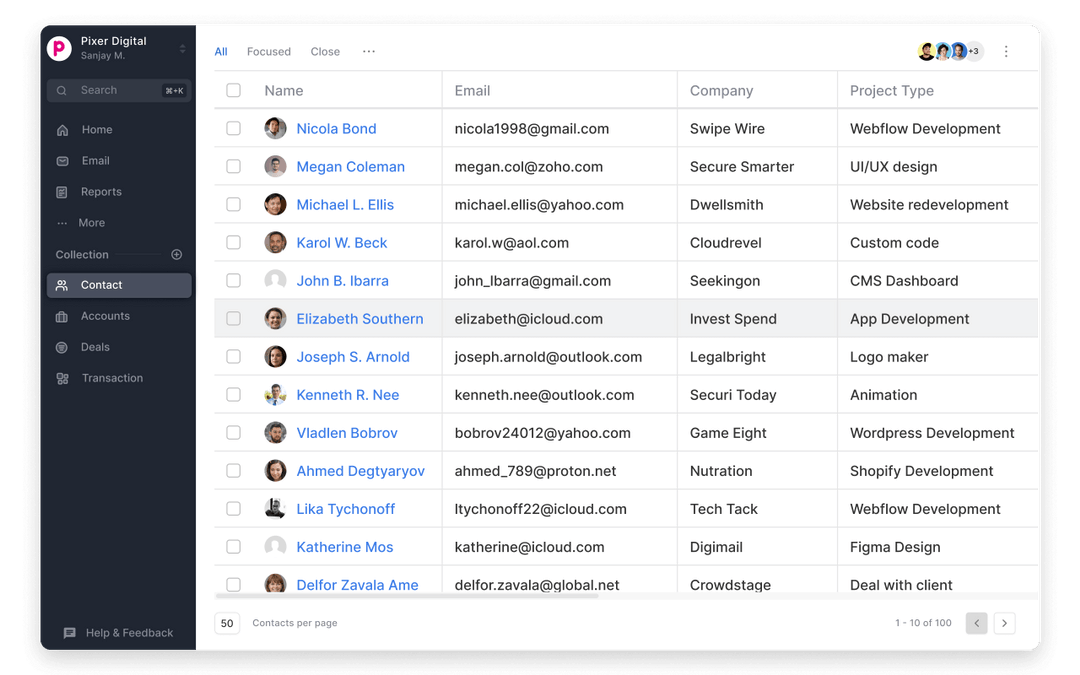 Pixer Digital
Sanjay M.
Search ⌘+K
Home
Email
Reports
More
Collection
Contact
Accounts
Deals
Transaction
Help & Feedback
All Focused Close
+3
Name Email Company Project Type
Nicola Bond nicola1998@gmail.com Swipe Wire Webflow Development
Megan Coleman megan.col@zoho.com Secure Smarter UI/UX design
Michael L. Ellis michael.ellis@yahoo.com Dwellsmith Website redevelopment
Karol W. Beck karol.w@aol.com Cloudrevel Custom code
John B. Ibarra john_Ibarra@gmail.com Seekingon CMS Dashboard
Elizabeth Southern elizabeth@icloud.com Invest Spend App Development
Joseph S. Arnold joseph.arnold@outlook.com Legalbright Logo maker
Kenneth R. Nee kenneth.nee@outlook.com Securi Today Animation
Vladlen Bobrov bobrov24012@yahoo.com Game Eight Wordpress Development
Ahmed Degtyaryov ahmed_789@proton.net Nutration Shopify Development
Lika Tychonoff ltychonoff22@icloud.com Tech Tack Webflow Development
Katherine Mos katherine@icloud.com Digimail Figma Design
Delfor Zavala Ame delfor.zavala@global.net Crowdstage Deal with client
50 Contacts per page 1 - 10 of 100